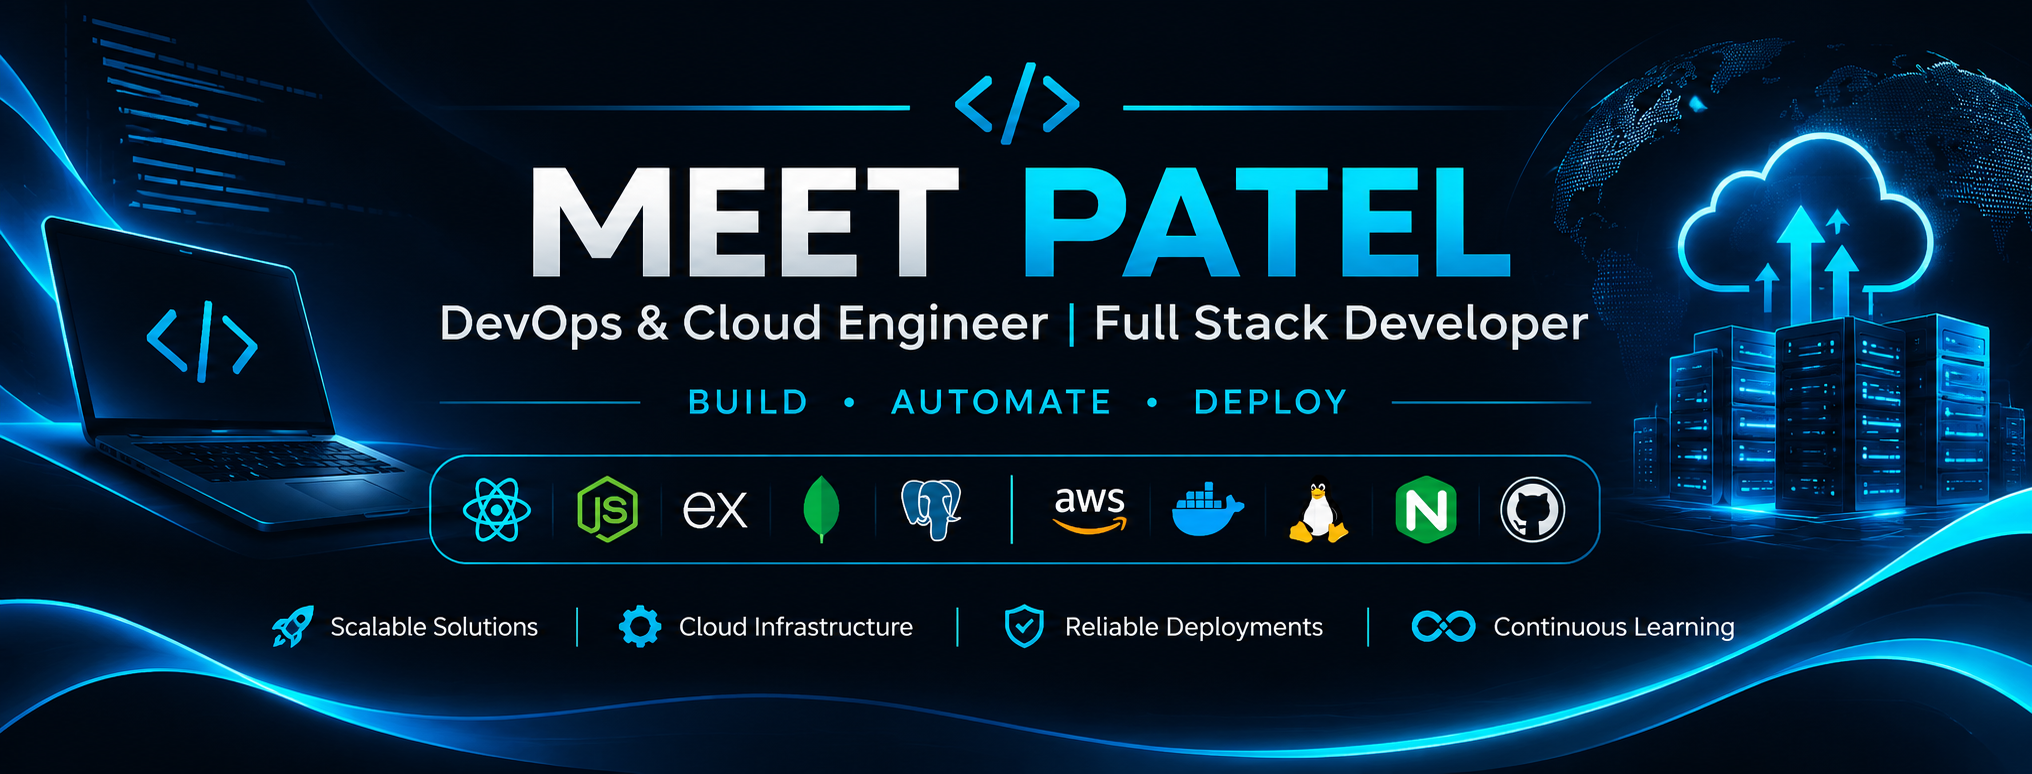 </>
MEET PATEL
</>
DevOps & Cloud Engineer | Full Stack Developer
BUILD • AUTOMATE • DEPLOY
JS
ex
aws
N
Scalable Solutions | Cloud Infrastructure | Reliable Deployments | Continuous Learning